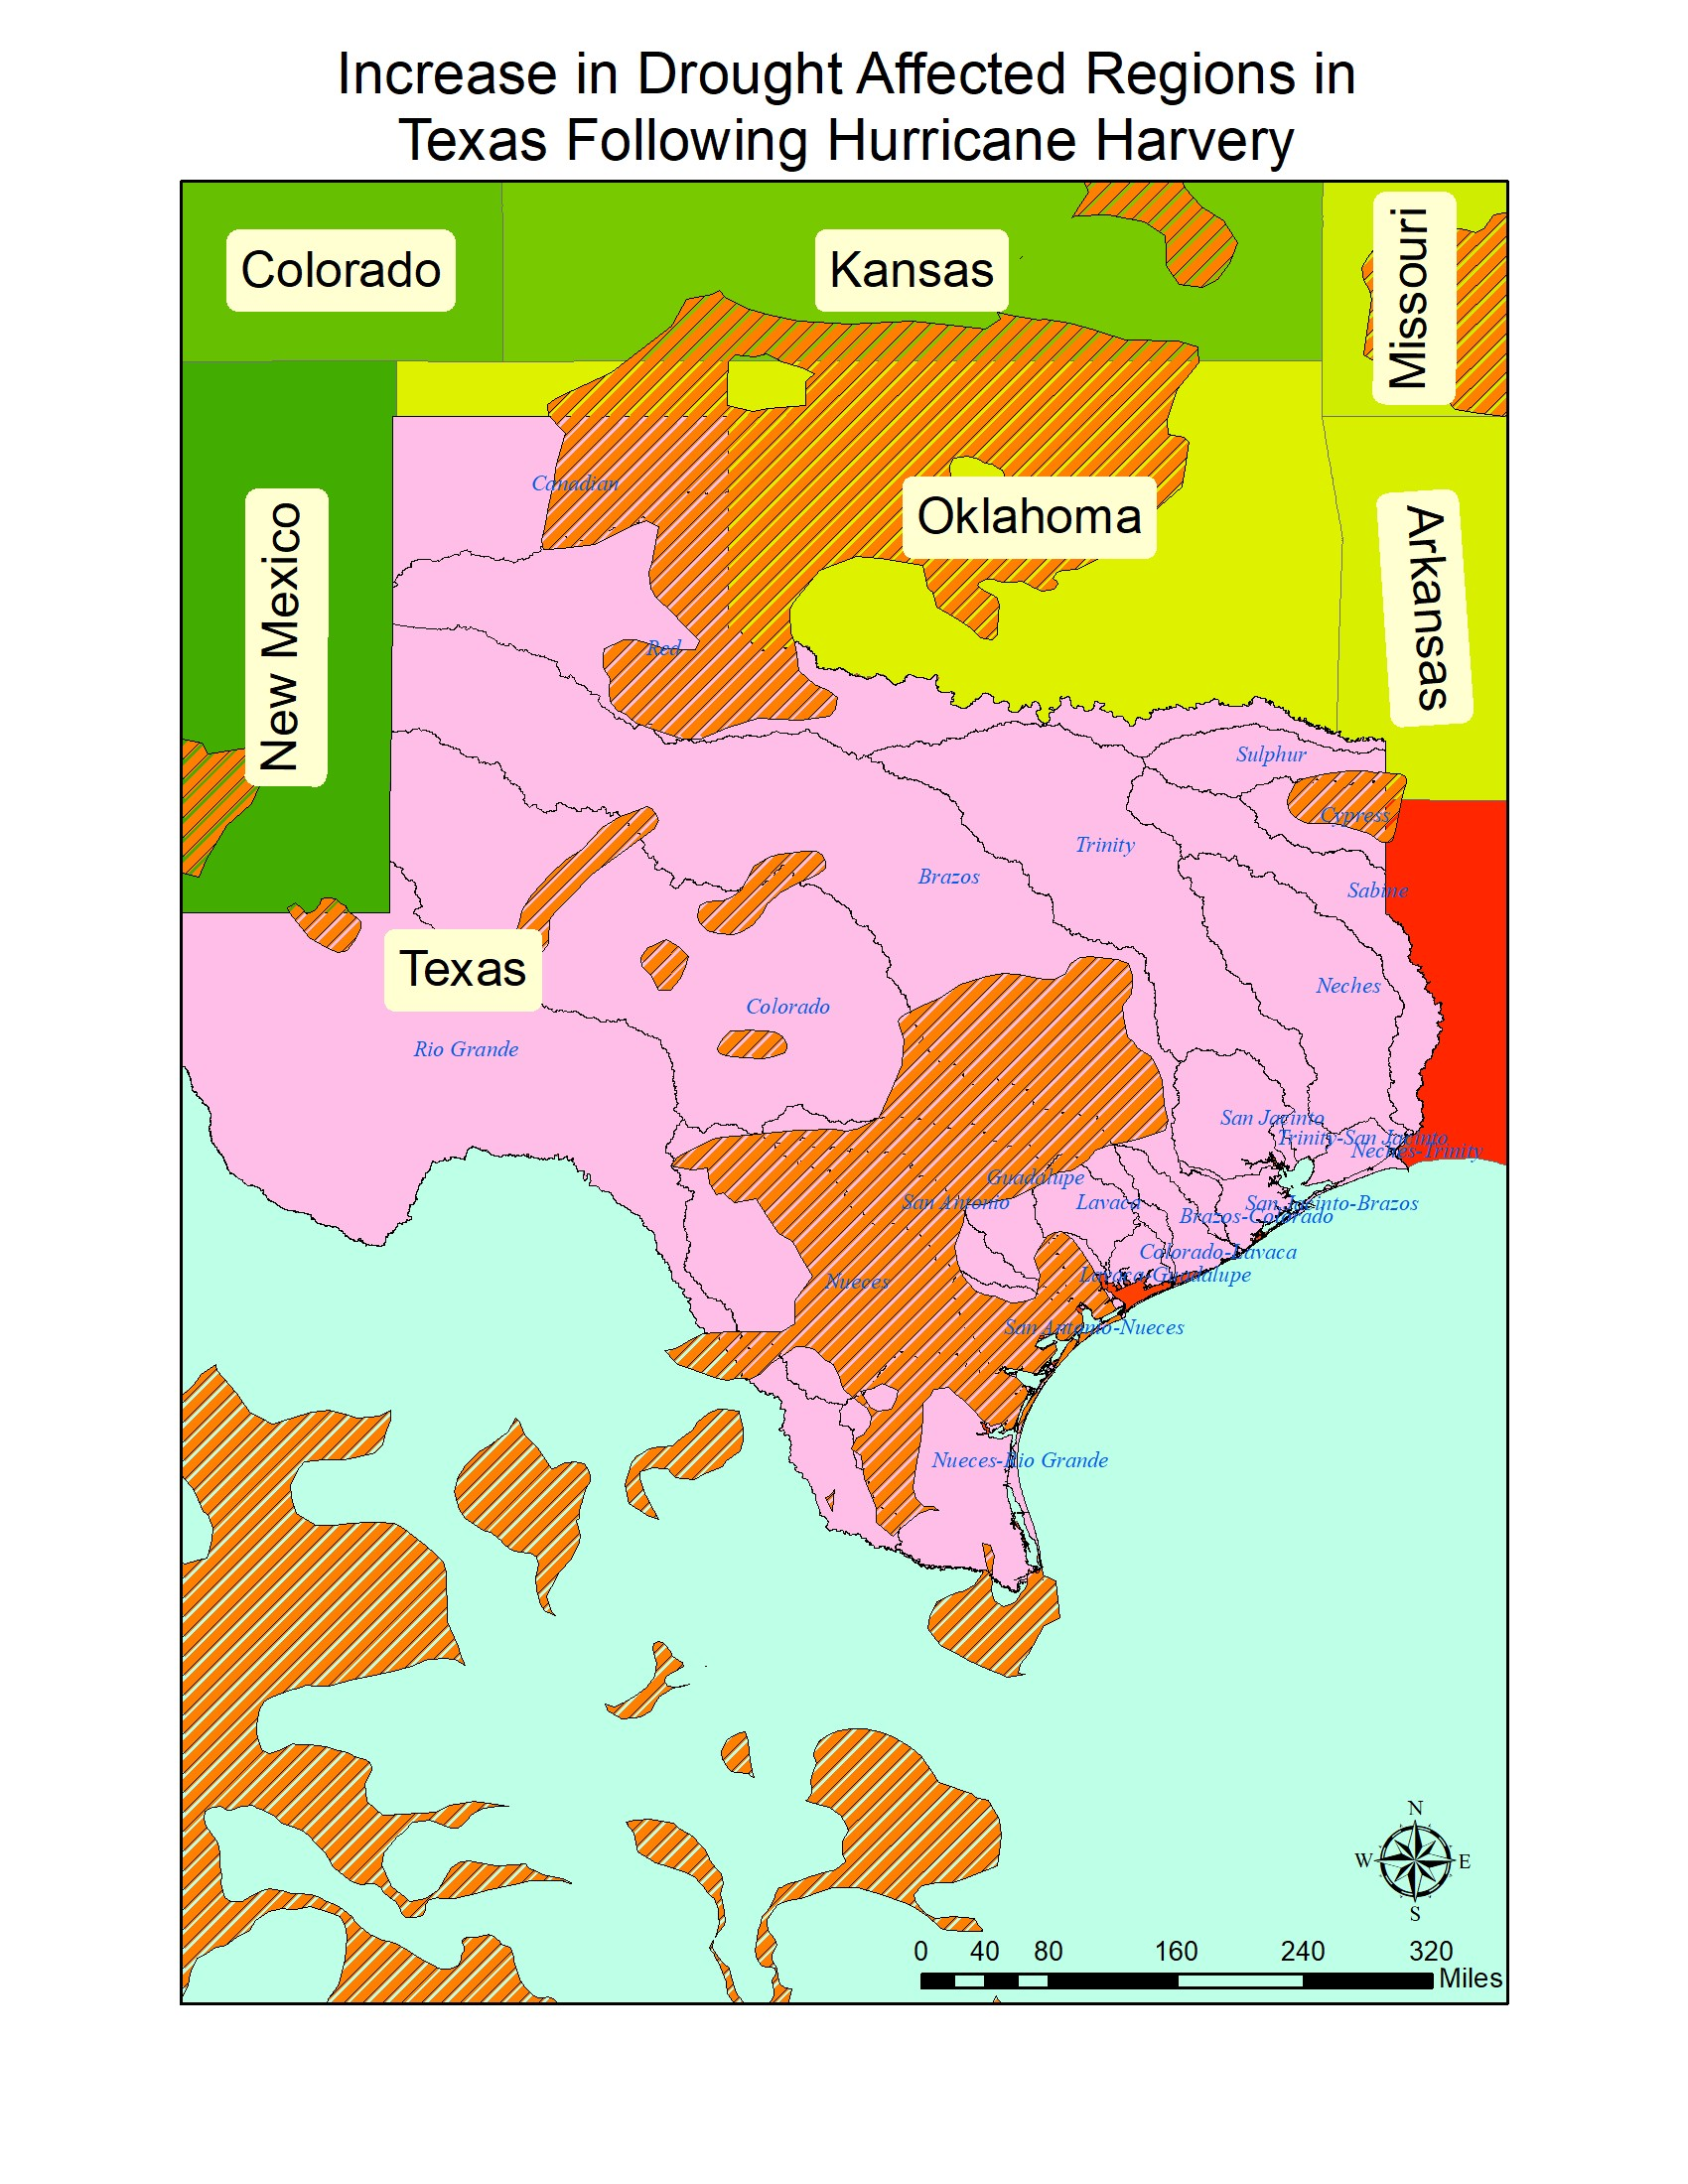 Increase in Drought Affected Regions in
Texas Following Hurricane Harvery
Colorado
Kansas
Missouri
Canadian
New Mexico
Oklahoma
Arkansas
Red
Sulphur
Cypress
Trinity
Brazos
Sabine
Texas
Neches
Colorado
Rio Grande
San Jacinto
Trinity-San Jacinto
Neches-Trinity
Guadalupe
San Antonio
Lavaca
San Jacinto-Brazos
Brazos-Colorado
Colorado-Lavaca
Lavaca-Guadalupe
Nueces
San Antonio-Nueces
Nueces-Rio Grande
N
W E
S
0 40 80 160 240 320
Miles